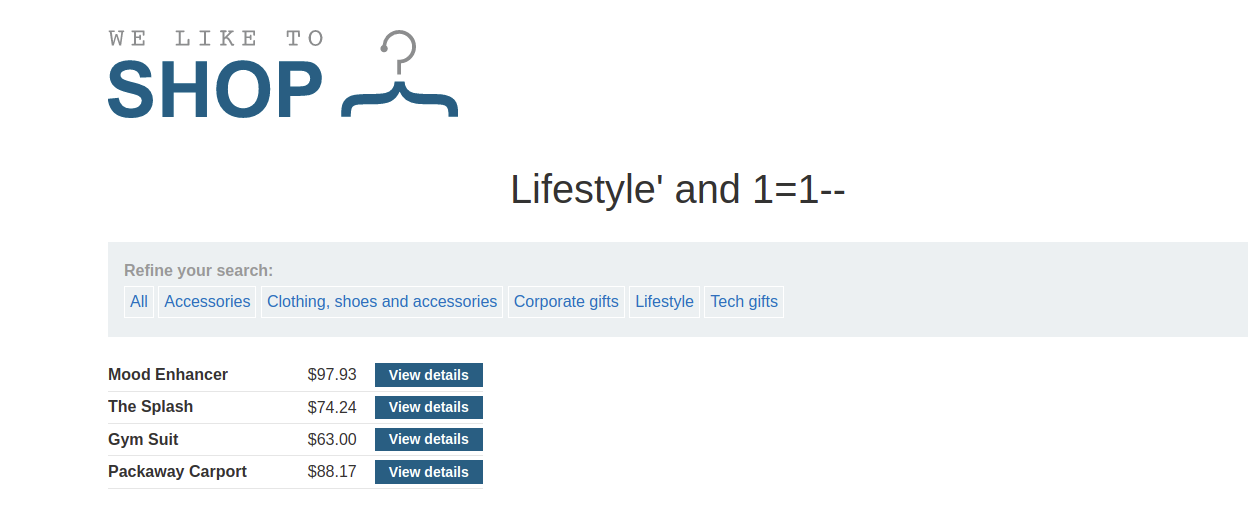 WE LIKE TO
SHOP
Lifestyle' and 1=1--
Refine your search:
All Accessories Clothing, shoes and accessories Corporate gifts Lifestyle Tech gifts
Mood Enhancer $97.93 View details
The Splash $74.24 View details
Gym Suit $63.00 View details
Packaway Carport $88.17 View details